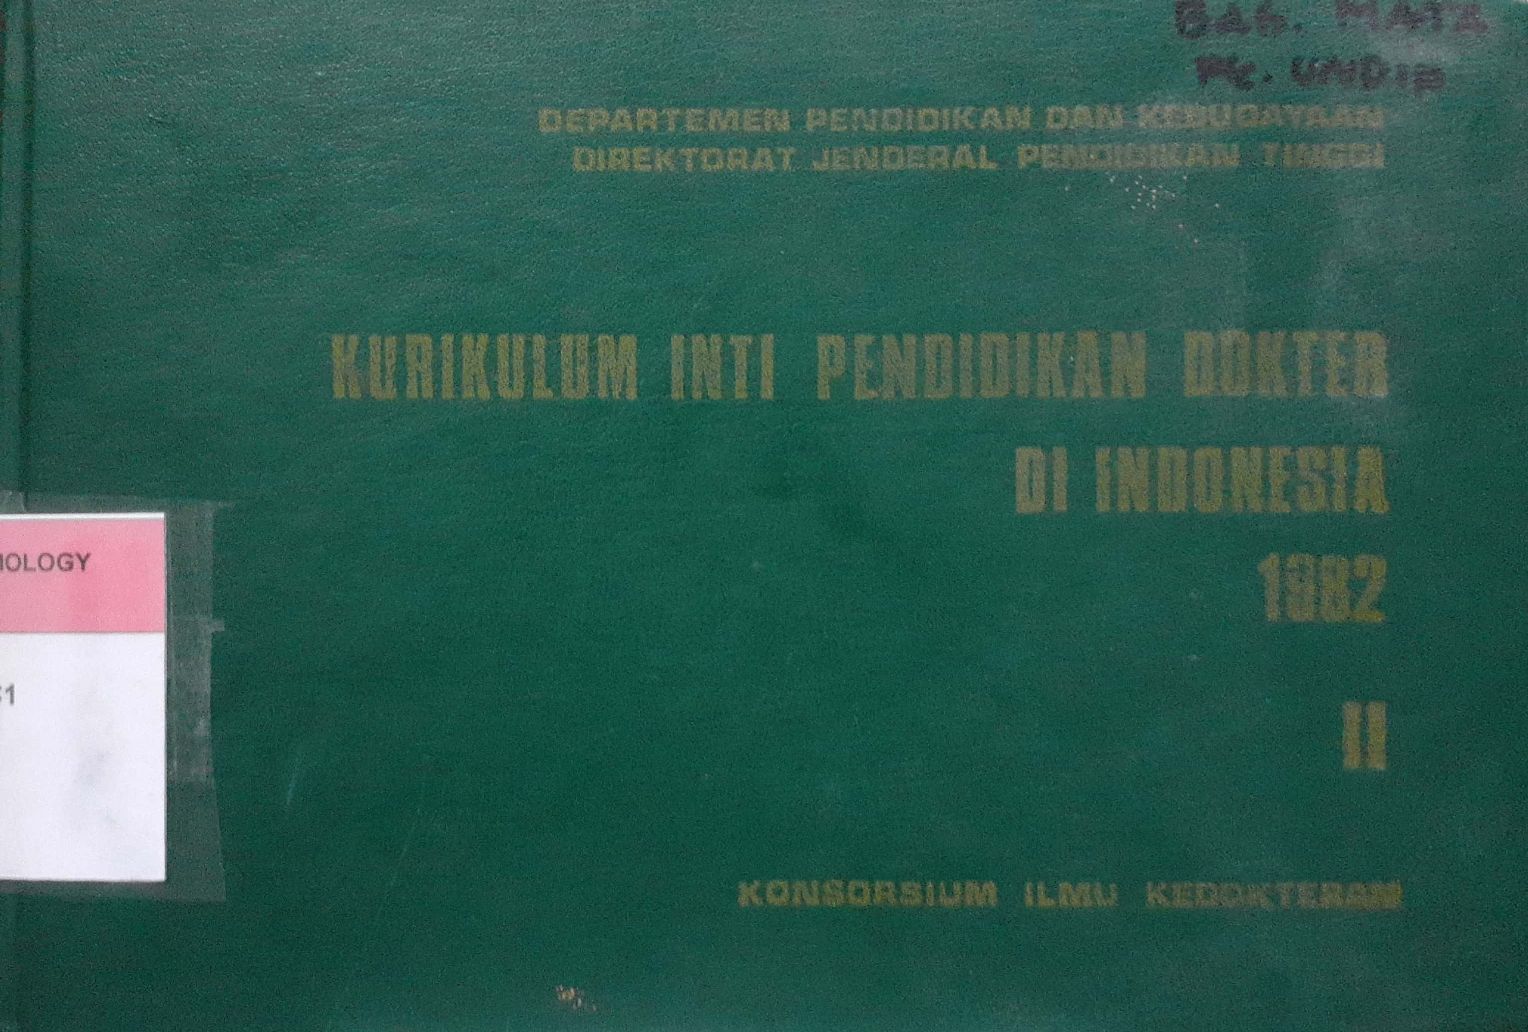 BAG. MATA
FK. UNDIP
DEPARTEMEN PENDIDIKAN DAN KEBUDAYAAN
DIREKTORAT JENDERAL PENDIDIKAN TINGGI
KURIKULUM INTI PENDIDIKAN DOKTER
DI INDONESIA
1982
II
IOLOGY
51
KONSORSIUM ILMU KEDOKTERAN